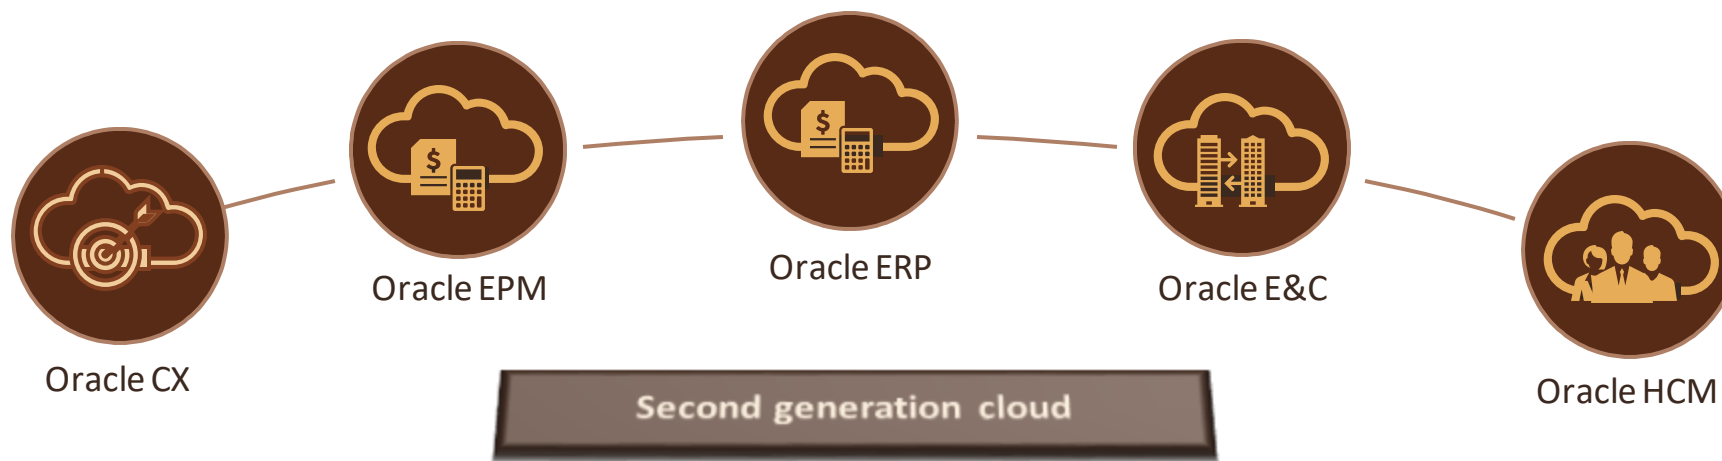 Oracle CX
Oracle EPM
Oracle ERP
Oracle E&C
Oracle HCM
Second generation cloud
$
$